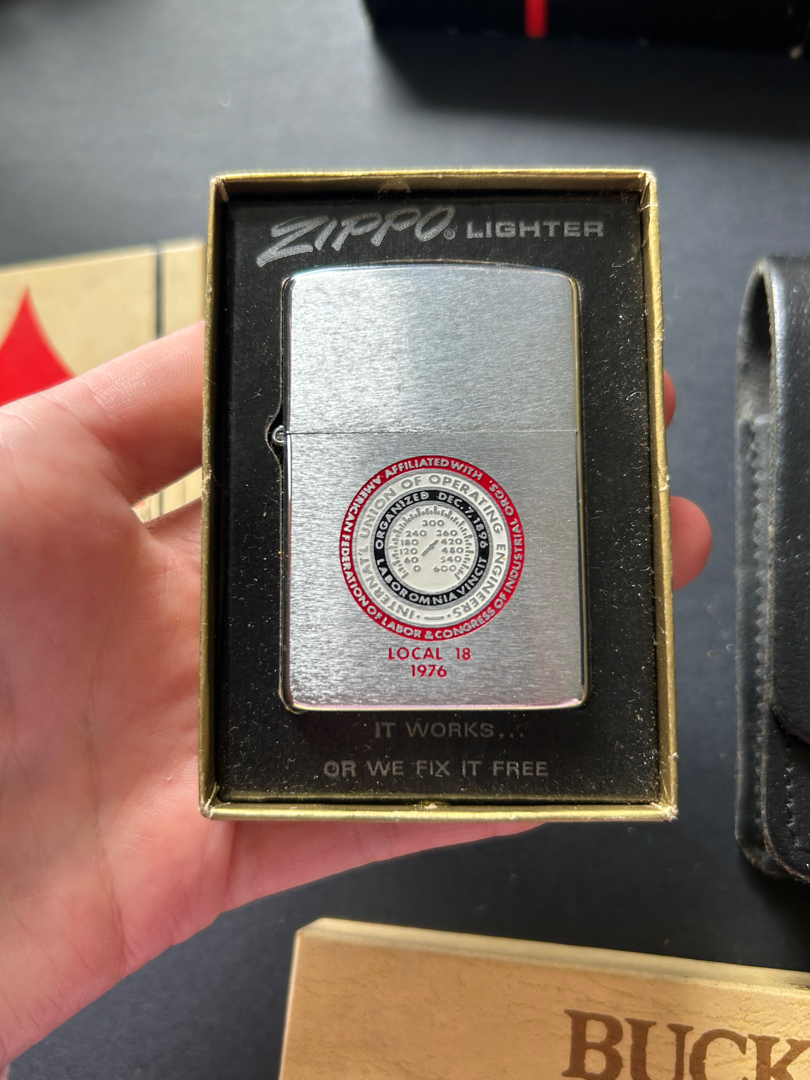 ZIPPO® LIGHTER
AFFILIATED WITH
AMERICAN FEDERATION OF LABOR & CONGRESS OF INDUSTRIAL ORGS.
INTERNAT'L UNION OF OPERATING ENGINEERS
ORGANIZED DEC. 7, 1896
LABOR OMNIA VINCIT
300
240 360
180 420
120 480
60 540
0 600
LOCAL 18
1976
IT WORKS...
OR WE FIX IT FREE
BUCK